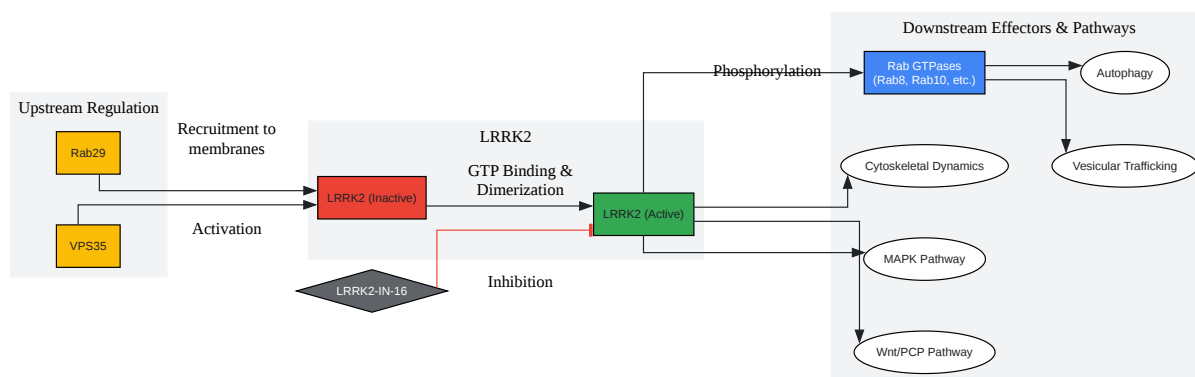 Upstream Regulation
Rab29
VPS35
Recruitment to
membranes
Activation
LRRK2
LRRK2 (Inactive)
GTP Binding &
Dimerization
LRRK2 (Active)
LRRK2-IN-16
Inhibition
Phosphorylation
Downstream Effectors & Pathways
Rab GTPases
(Rab8, Rab10, etc.)
Autophagy
Cytoskeletal Dynamics
Vesicular Trafficking
MAPK Pathway
Wnt/PCP Pathway